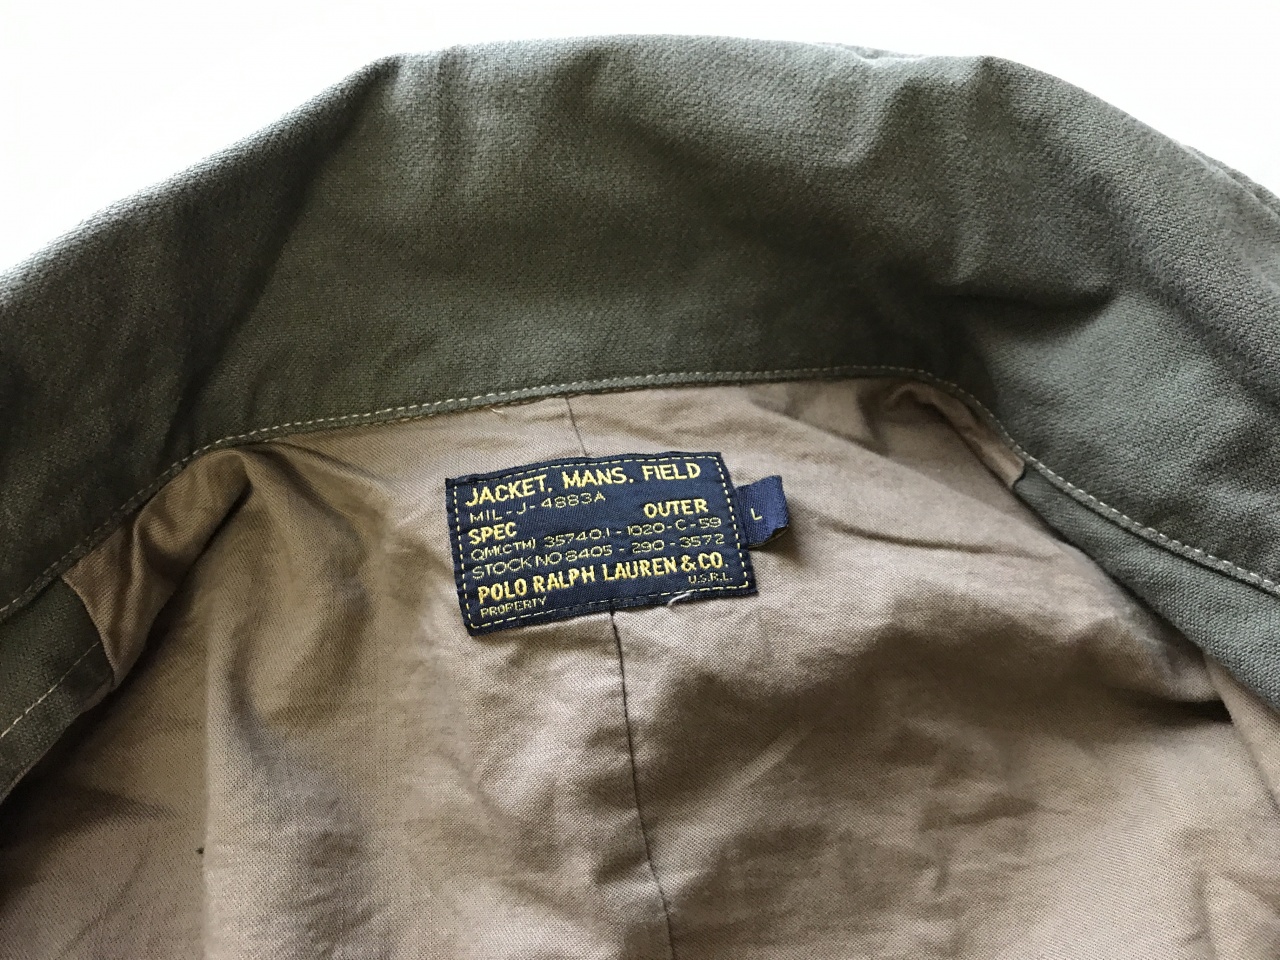 JACKET, MANS. FIELD
MIL-J-4883A
SPEC OUTER
QM(CTM) 35740.1-1020-C-59
STOCK NO 8405-290-3572
POLO RALPH LAUREN & CO.
PROPERTY U.S.R.L.
L